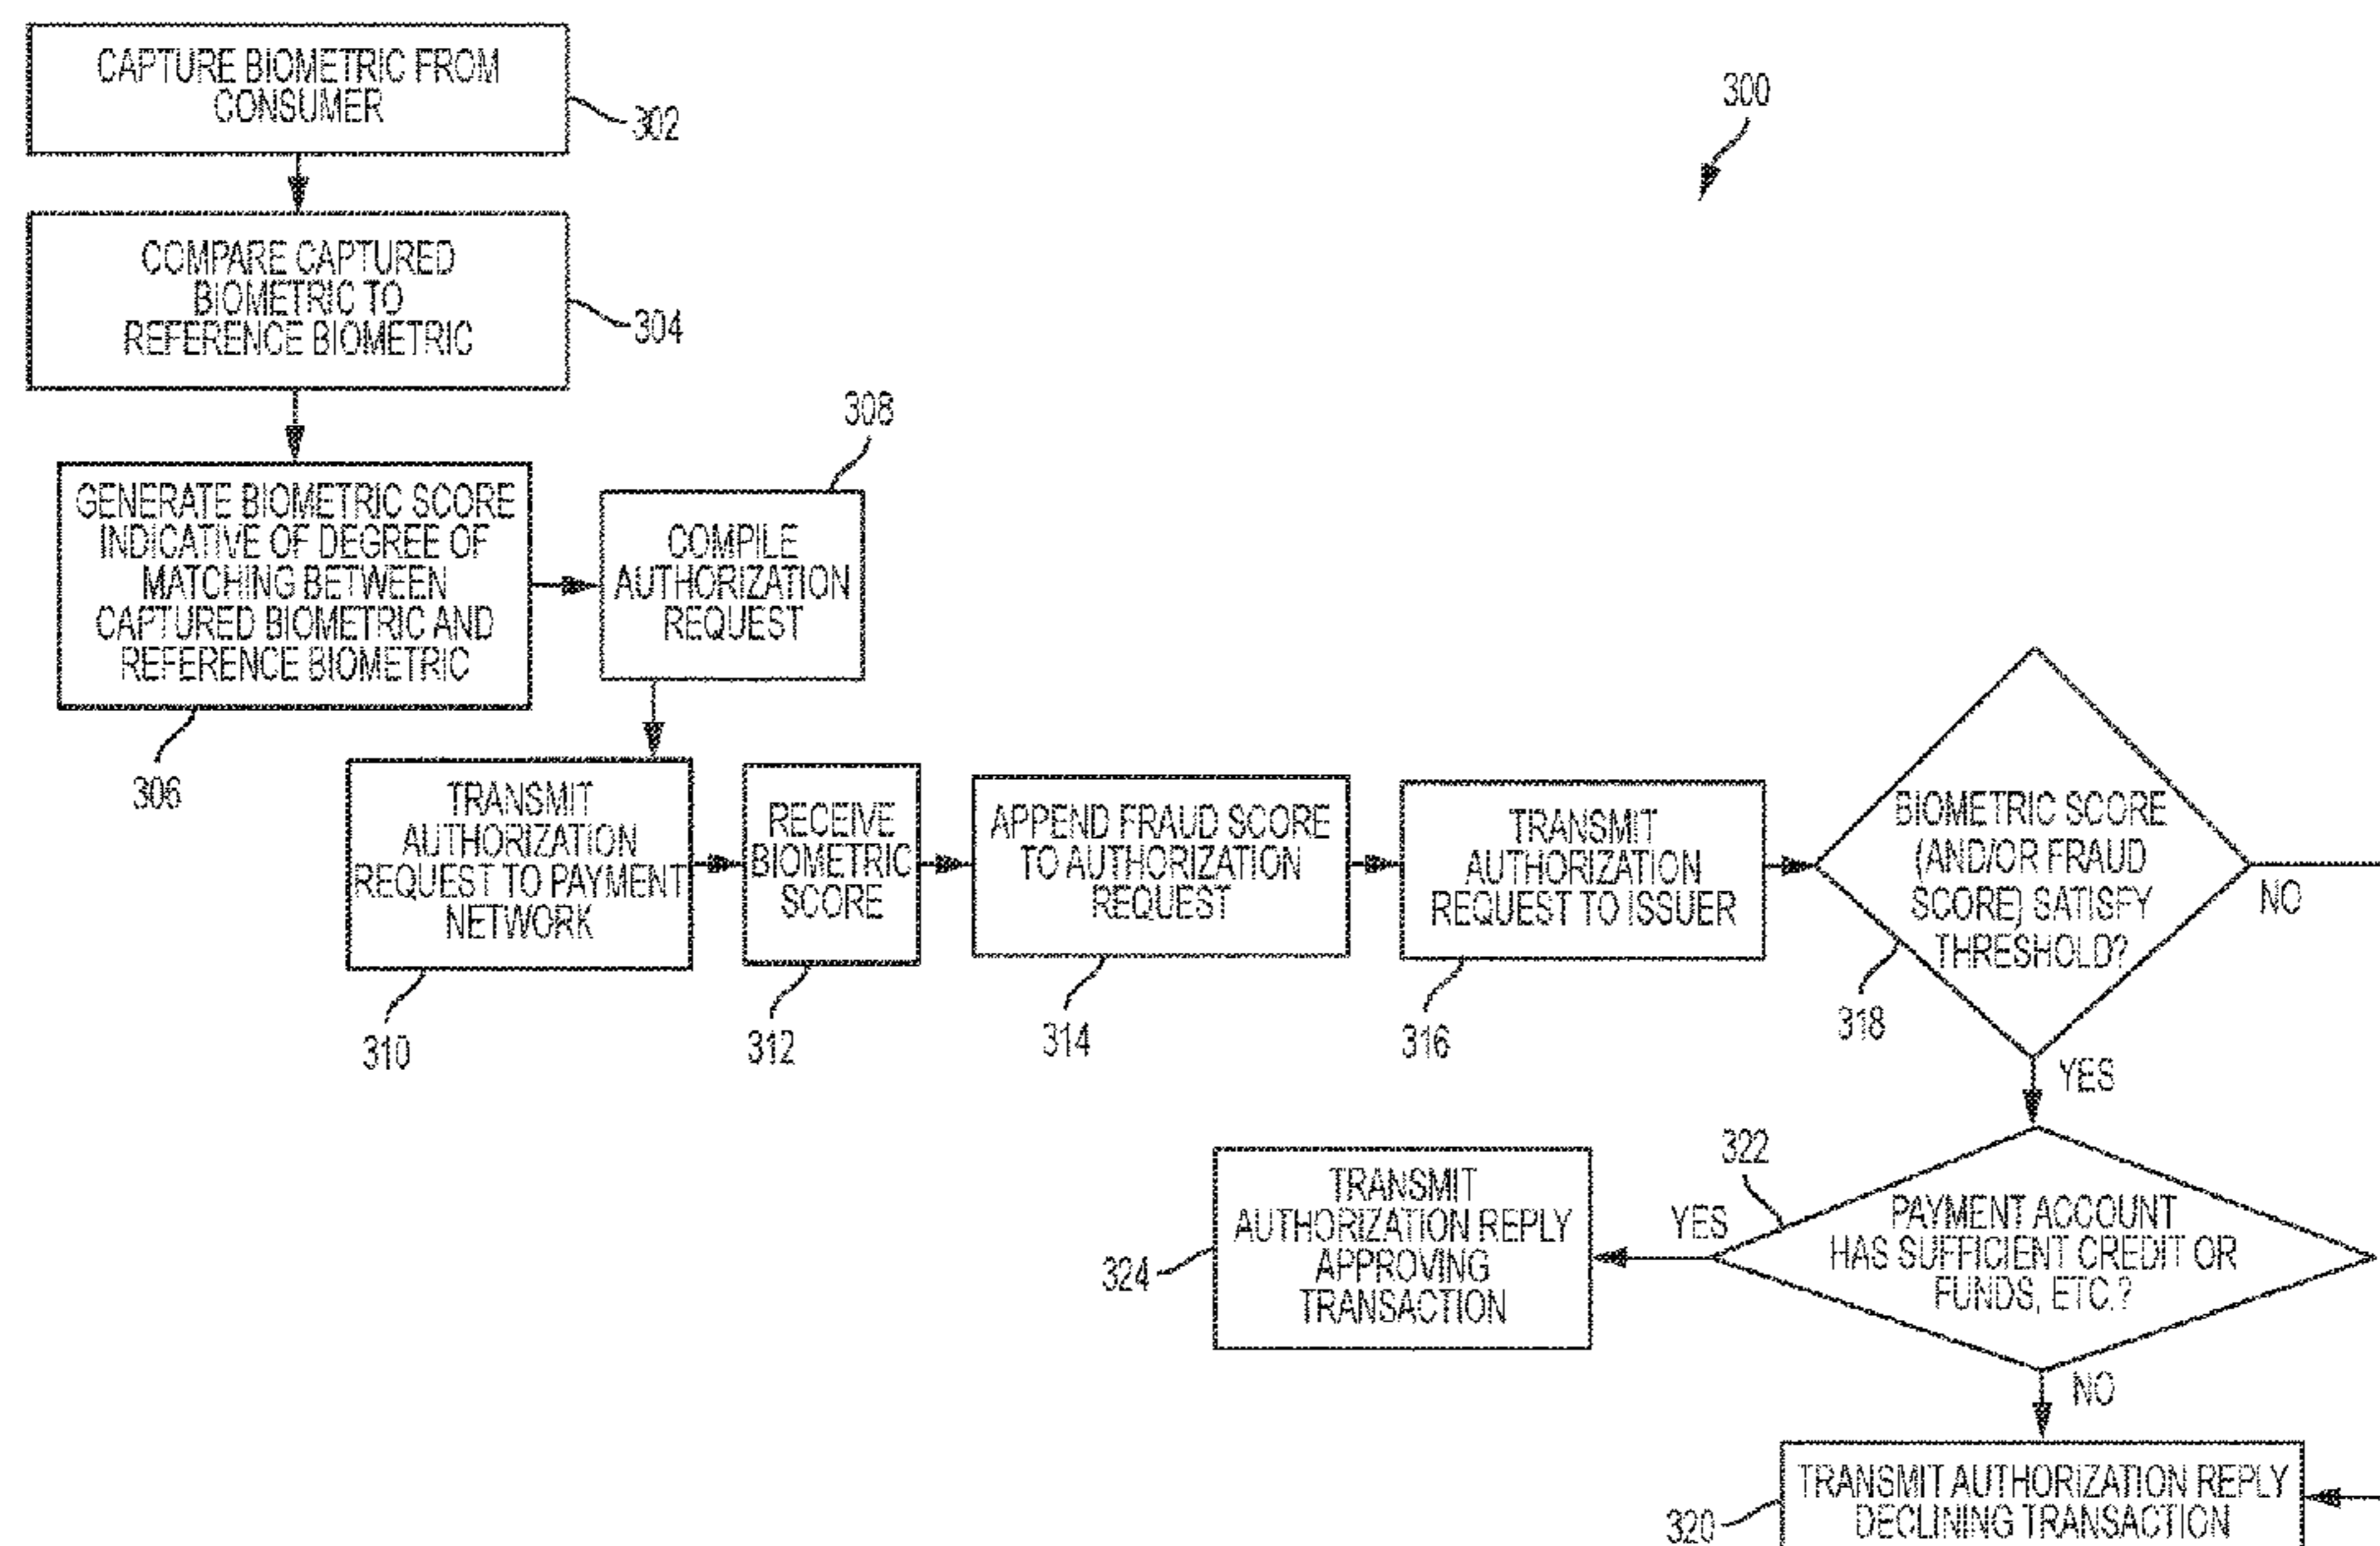 CAPTURE BIOMETRIC FROM
CONSUMER
302
300
COMPARE CAPTURED
BIOMETRIC TO
REFERENCE BIOMETRIC
304
308
GENERATE BIOMETRIC SCORE
INDICATIVE OF DEGREE OF
MATCHING BETWEEN
CAPTURED BIOMETRIC AND
REFERENCE BIOMETRIC
306
COMPILE
AUTHORIZATION
REQUEST
TRANSMIT
AUTHORIZATION
REQUEST TO PAYMENT
NETWORK
310
RECEIVE
BIOMETRIC
SCORE
312
APPEND FRAUD SCORE
TO AUTHORIZATION
REQUEST
314
TRANSMIT
AUTHORIZATION
REQUEST TO ISSUER
316
BIOMETRIC SCORE
(AND/OR FRAUD
SCORE) SATISFY
THRESHOLD?
318
NO
YES
322
PAYMENT ACCOUNT
HAS SUFFICIENT CREDIT OR
FUNDS, ETC.?
YES
TRANSMIT
AUTHORIZATION REPLY
APPROVING
TRANSACTION
324
NO
TRANSMIT AUTHORIZATION REPLY
DECLINING TRANSACTION
320